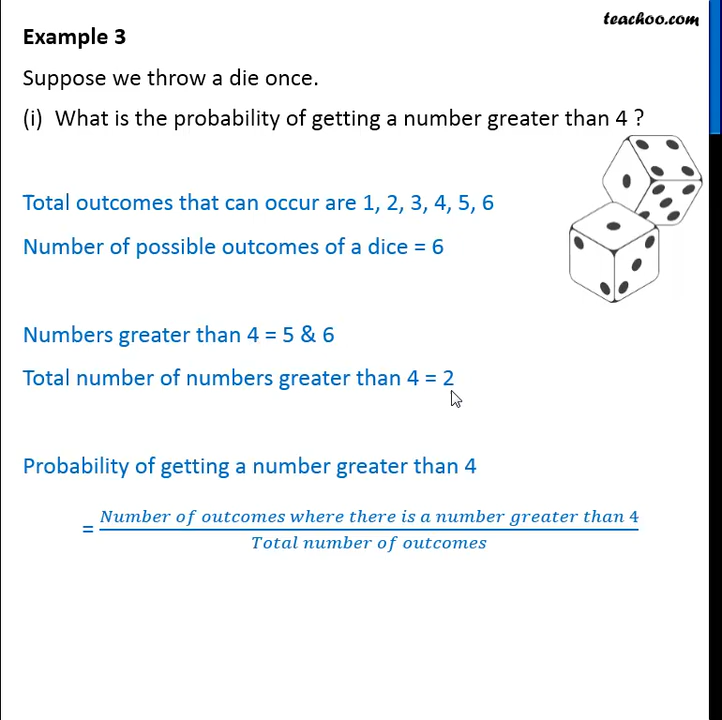 teachoo.com
Example 3
Suppose we throw a die once.
(i) What is the probability of getting a number greater than 4 ?
Total outcomes that can occur are 1, 2, 3, 4, 5, 6
Number of possible outcomes of a dice = 6
Numbers greater than 4 = 5 & 6
Total number of numbers greater than 4 = 2
Probability of getting a number greater than 4
= Number of outcomes where there is a number greater than 4
Total number of outcomes